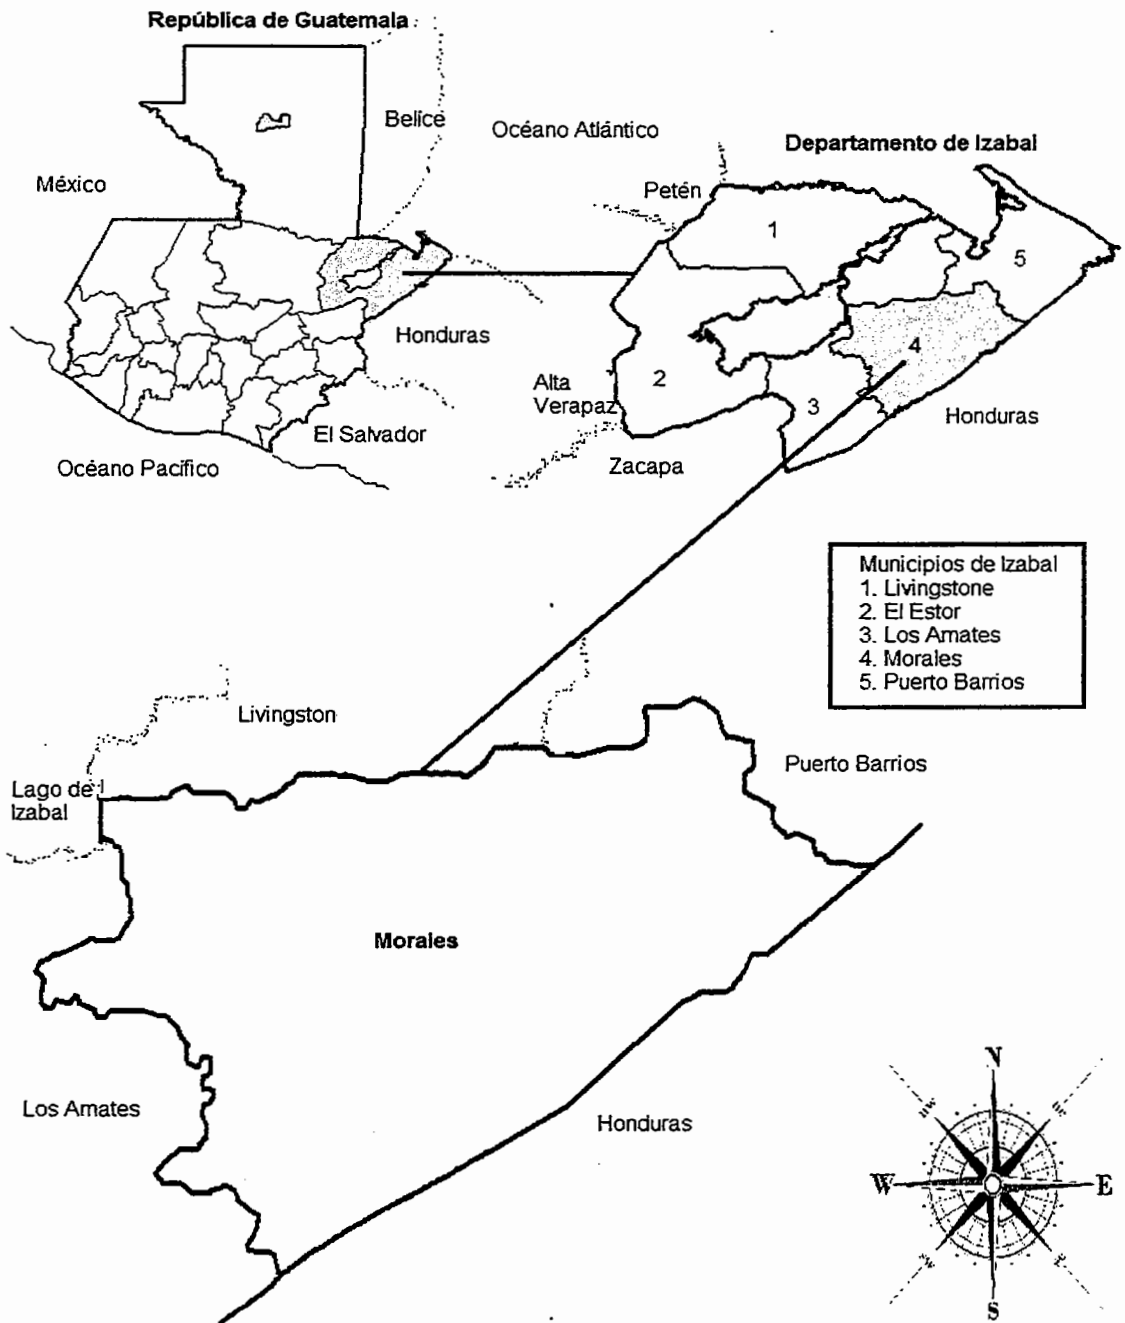 República de Guatemala
Belice
Océano Atlántico
Departamento de Izabal
México
Petén
1
5
Honduras
4
Alta
Verapaz
2
3
Honduras
El Salvador
Océano Pacífico
Zacapa
Municipios de Izabal
1. Livingstone
2. El Estor
3. Los Amates
4. Morales
5. Puerto Barrios
Livingston
Puerto Barrios
Lago de
Izabal
Morales
Los Amates
Honduras
N
W
E
S